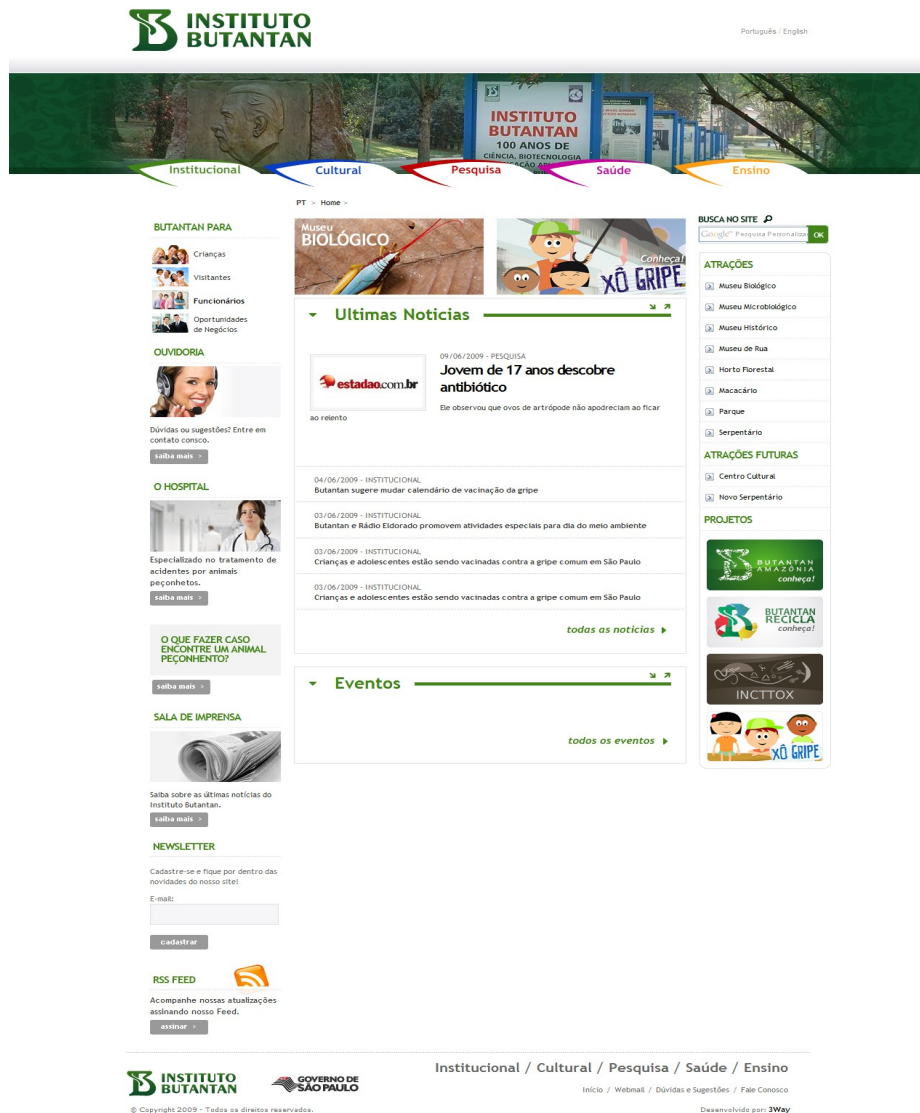 INSTITUTO
BUTANTAN
Português / English
INSTITUTO
BUTANTAN
100 ANOS DE
CIÊNCIA, BIOTECNOLOGIA
Institucional
Cultural
Pesquisa
Saúde
Ensino
PT > Home >
BUTANTAN PARA
Crianças
Visitantes
Funcionários
Oportunidades
de Negócios
OUVIDORIA
Dúvidas ou sugestões? Entre em
contato consco.
saiba mais >
O HOSPITAL
Especializado no tratamento de
acidentes por animais
peçonhetos.
saiba mais >
O QUE FAZER CASO
ENCONTRE UM ANIMAL
PEÇONHENTO?
saiba mais >
SALA DE IMPRENSA
Saiba sobre as últimas notícias do
Instituto Butantan.
saiba mais >
NEWSLETTER
Cadastre-se e fique por dentro das
novidades do nosso site!
E-mail:
cadastrar
RSS FEED
Acompanhe nossas atualizações
assinando nosso Feed.
assinar >
Museu
BIOLÓGICO
Conheça!
XÔ GRIPE
Ultimas Noticias
estadao.com.br
09/06/2009 - PESQUISA
Jovem de 17 anos descobre
antibiótico
Ele observou que ovos de artrópode não apodreciam ao ficar
ao relento
04/06/2009 - INSTITUCIONAL
Butantan sugere mudar calendário de vacinação da gripe
03/06/2009 - INSTITUCIONAL
Butantan e Rádio Eldorado promovem atividades especiais para dia do meio ambiente
03/06/2009 - INSTITUCIONAL
Crianças e adolescentes estão sendo vacinadas contra a gripe comum em São Paulo
03/06/2009 - INSTITUCIONAL
Crianças e adolescentes estão sendo vacinadas contra a gripe comum em São Paulo
todas as noticias
Eventos
todos os eventos
BUSCA NO SITE
Google™ Pesquisa Personaliza
OK
ATRAÇÕES
Museu Biológico
Museu Microbiológico
Museu Histórico
Museu de Rua
Horto Florestal
Macacário
Parque
Serpentário
ATRAÇÕES FUTURAS
Centro Cultural
Novo Serpentário
PROJETOS
BUTANTAN
AMAZÔNIA
conheça!
BUTANTAN
RECICLA
conheça!
INCTTOX
XÔ GRIPE
INSTITUTO
BUTANTAN
GOVERNO DE
SÃO PAULO
Institucional / Cultural / Pesquisa / Saúde / Ensino
Início / Webmail / Dúvidas e Sugestões / Fale Conosco
© Copyright 2009 - Todos os direitos reservados.
Desenvolvido por: 3Way